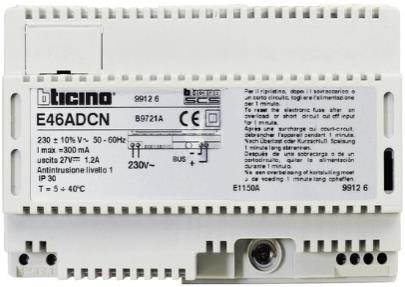 bticino
9912 6
SCS
E46ADCN
B9721A
CE
230 ± 10% V~ 50 - 60Hz
I max =300 mA
uscita 27V 1,2A
Antintrusione livello 1
IP 30
T = 5 ÷ 40°C
230V~
BUS
- +
Per il ripristino, dopo il sovraccarico o
un corto circuito, togliere l'alimentazione
per 1 minuto.
To reset the electronic fuse after an
overload or short circuit cut off input
for 1 minute.
Après une surcharge ou court-circuit,
débrancher l'appareil pendant 1 minute.
Nach Überlast oder Kurzschluß, Speisung
1 minute lang abtrennen.
Después de una sobrecarga o de un
cortocircuito, quitar la alimentación
durante 1 minuto.
Na een overbelasting of kortsluiting moet
u de voeding 1 minute lang
E1150A
9912 6
PRI